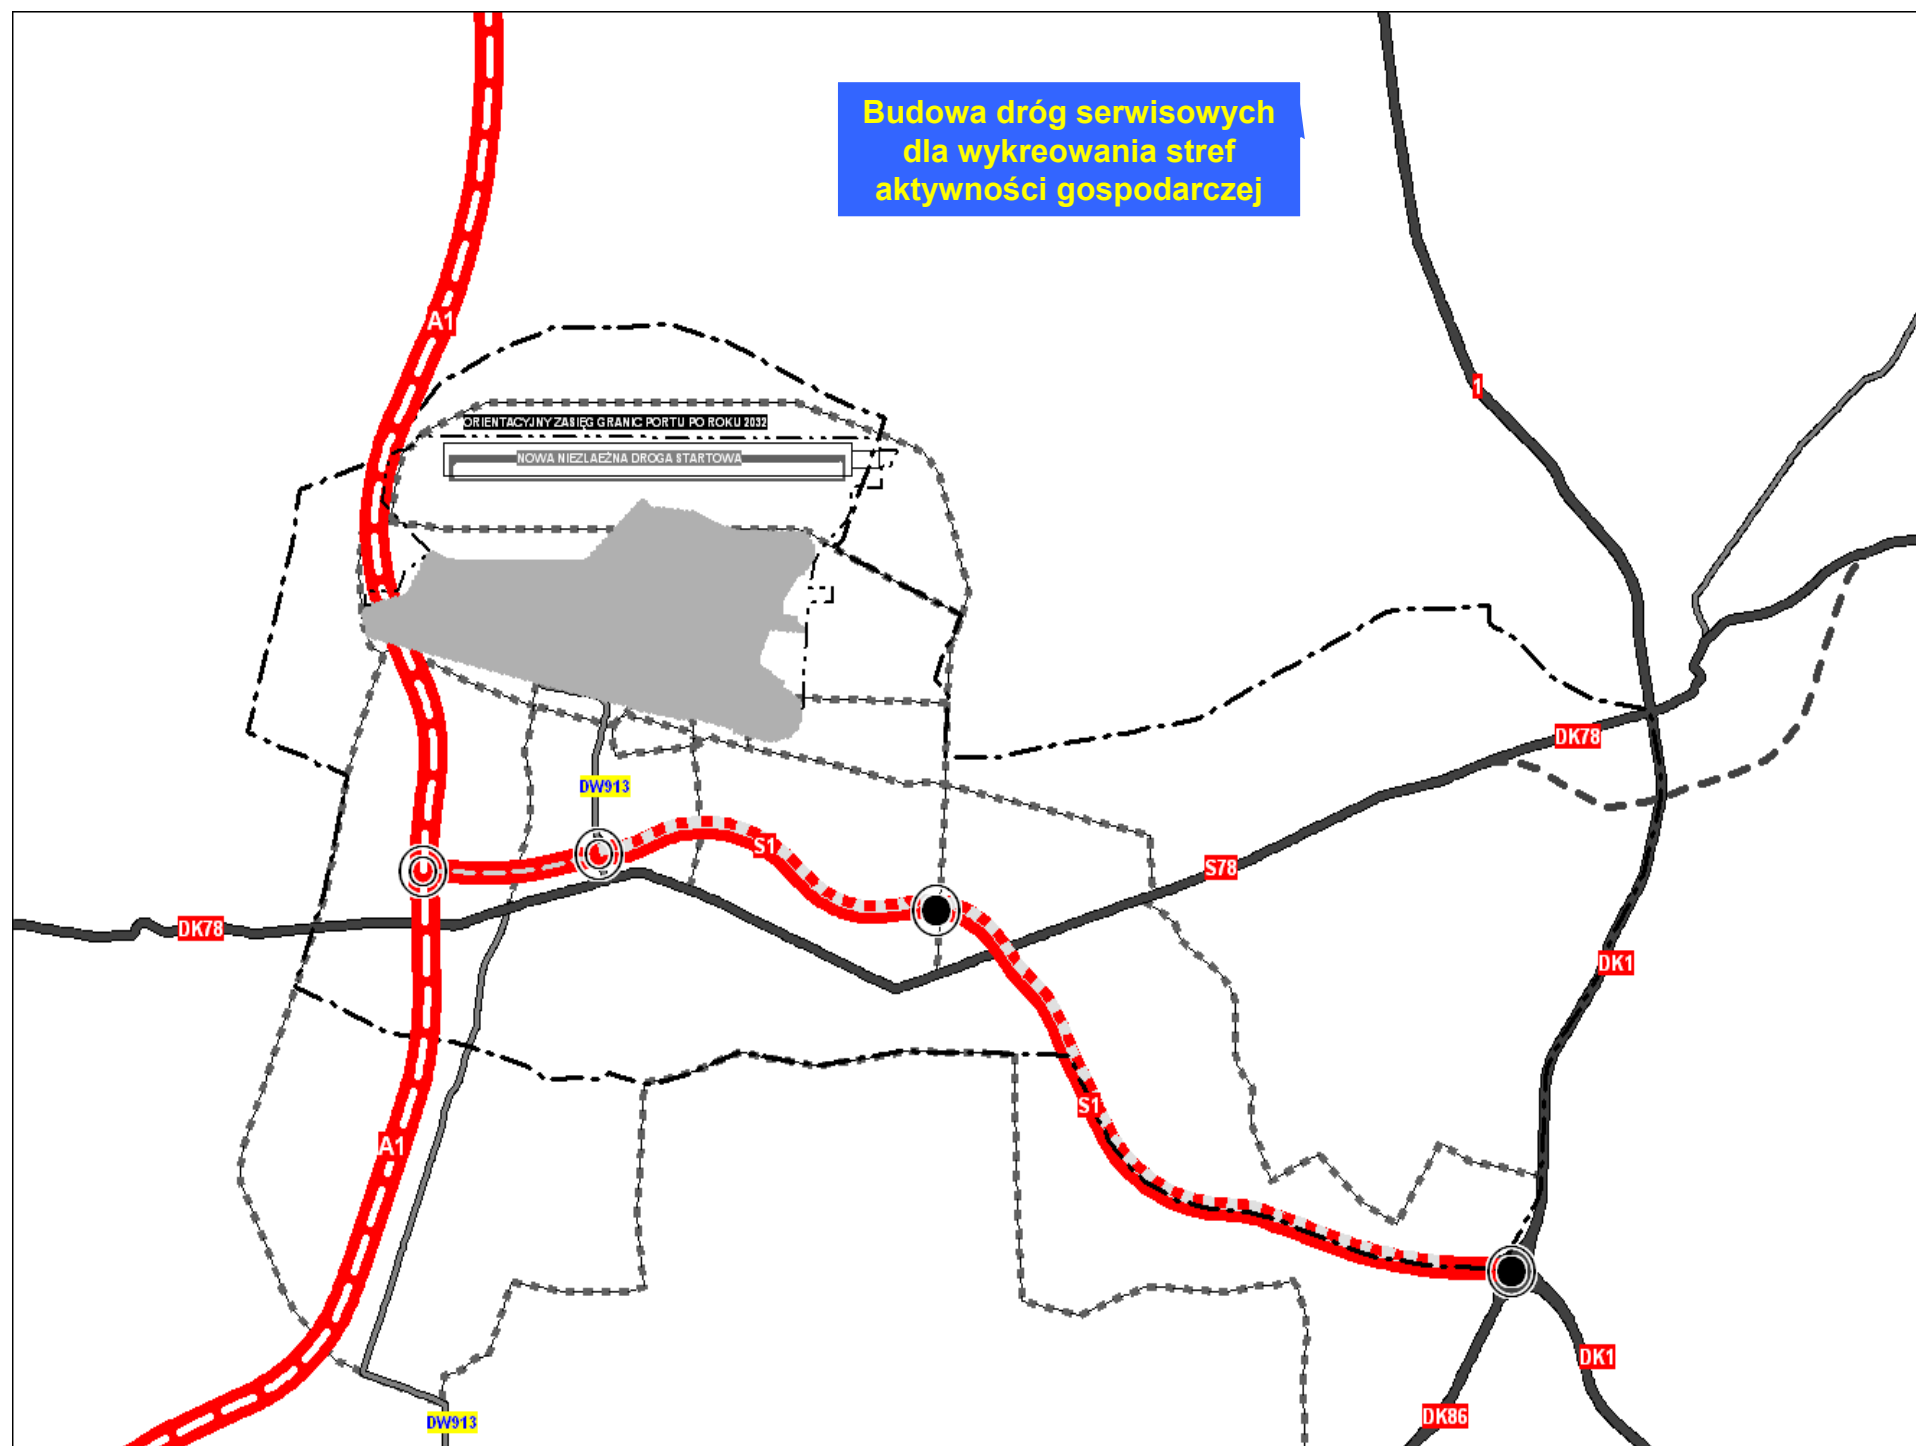 Budowa dróg serwisowych
dla wykreowania stref
aktywności gospodarczej
A1
1
ORIENTACYJNY ZASIĘG GRANIC PORTU PO ROKU 2032
NOWA NIEZLAEŻNA DROGA STARTOWA
DK78
DW913
S1
S78
DK78
DK1
S1
A1
DK1
DK86
DW913